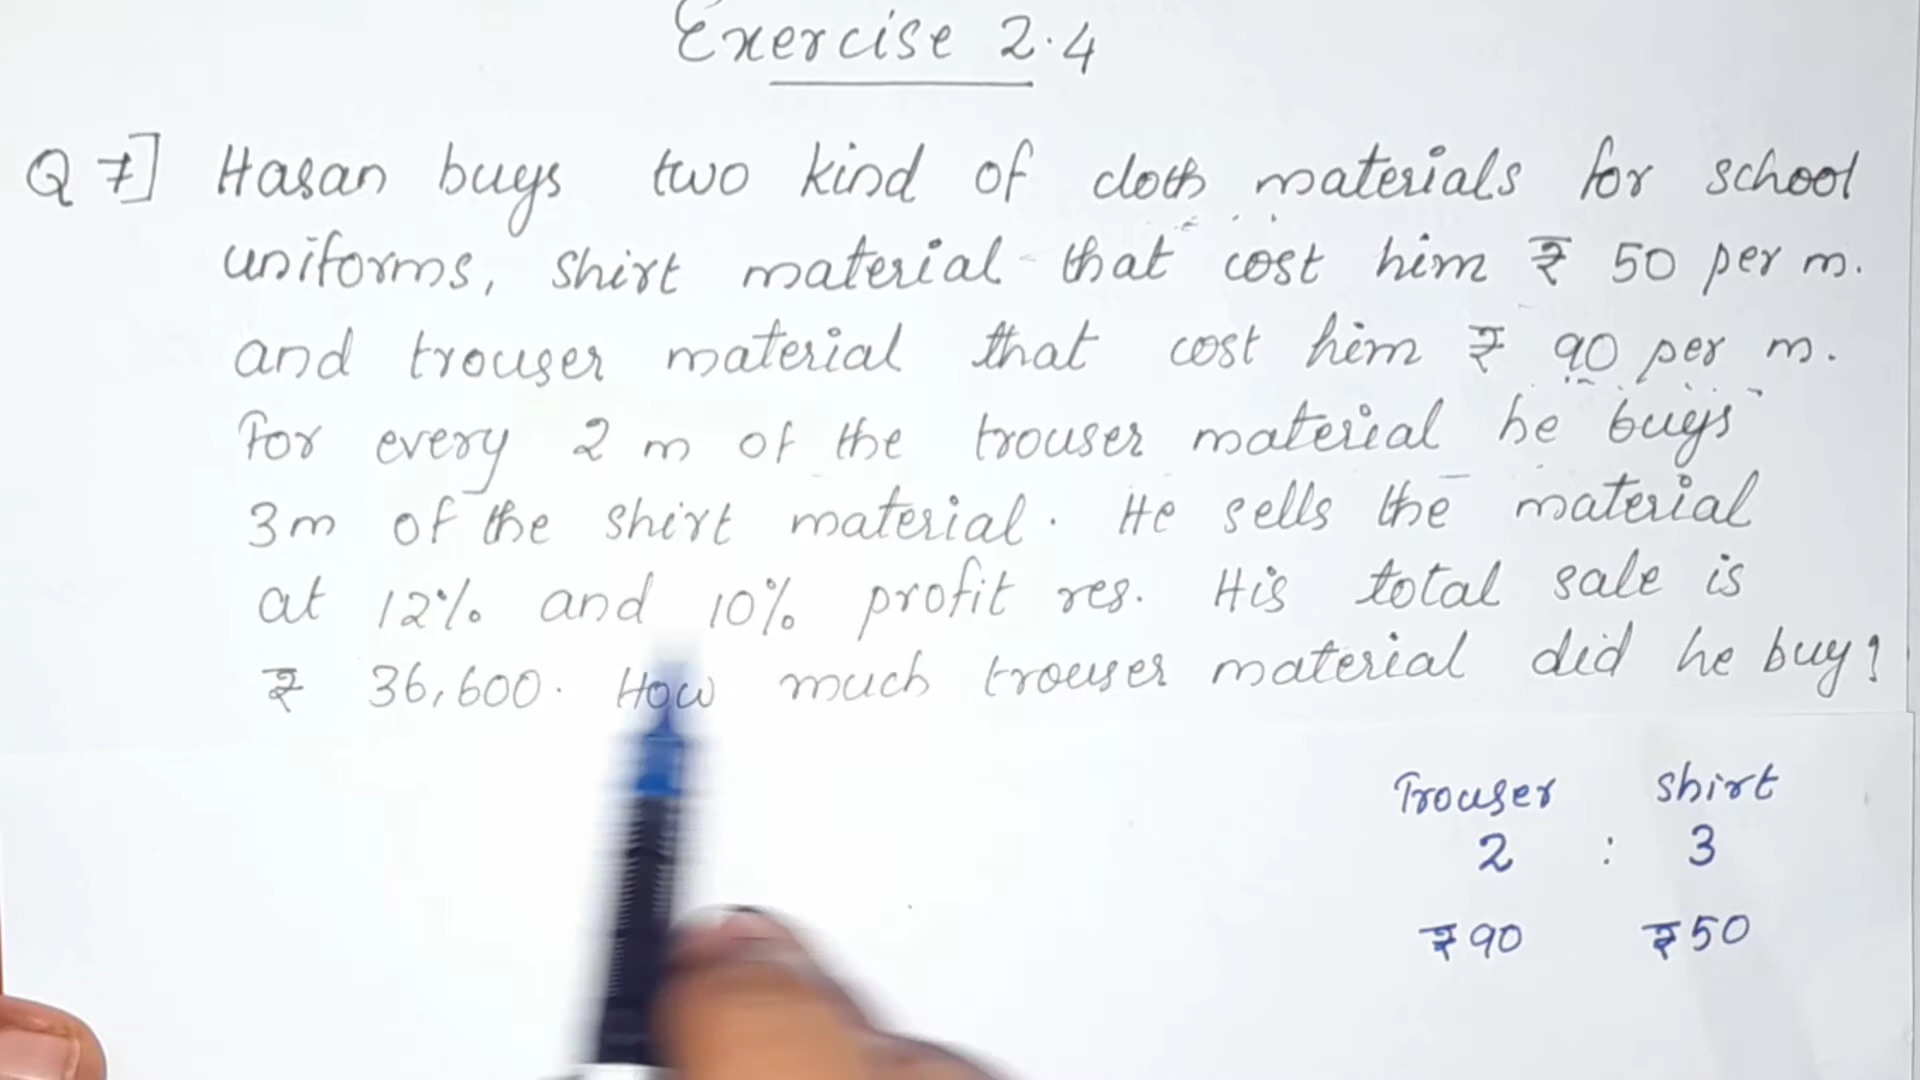 Exercise 2.4
Q 7] Hasan buys two kind of cloth materials for school
uniforms, shirt material that cost him ₹ 50 per m.
and trouser material that cost him ₹ 90 per m.
For every 2 m of the trouser material he buys
3m of the shirt material. He sells the material
at 12% and 10% profit res. His total sale is
₹ 36,600. How much trouser material did he buy?
Trouser shirt
2 : 3
₹90 ₹50